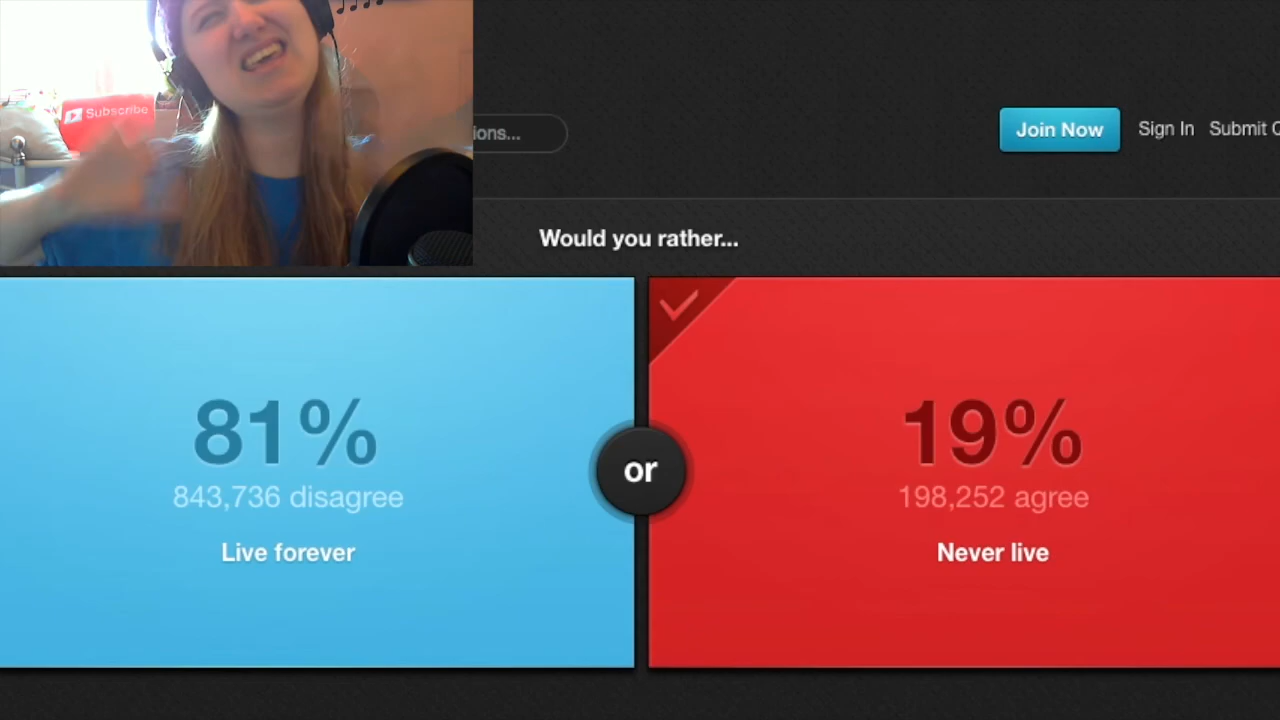 Subscribe
ions...
Join Now
Sign In
Submit
Would you rather...
81%
843,736 disagree
Live forever
or
19%
198,252 agree
Never live